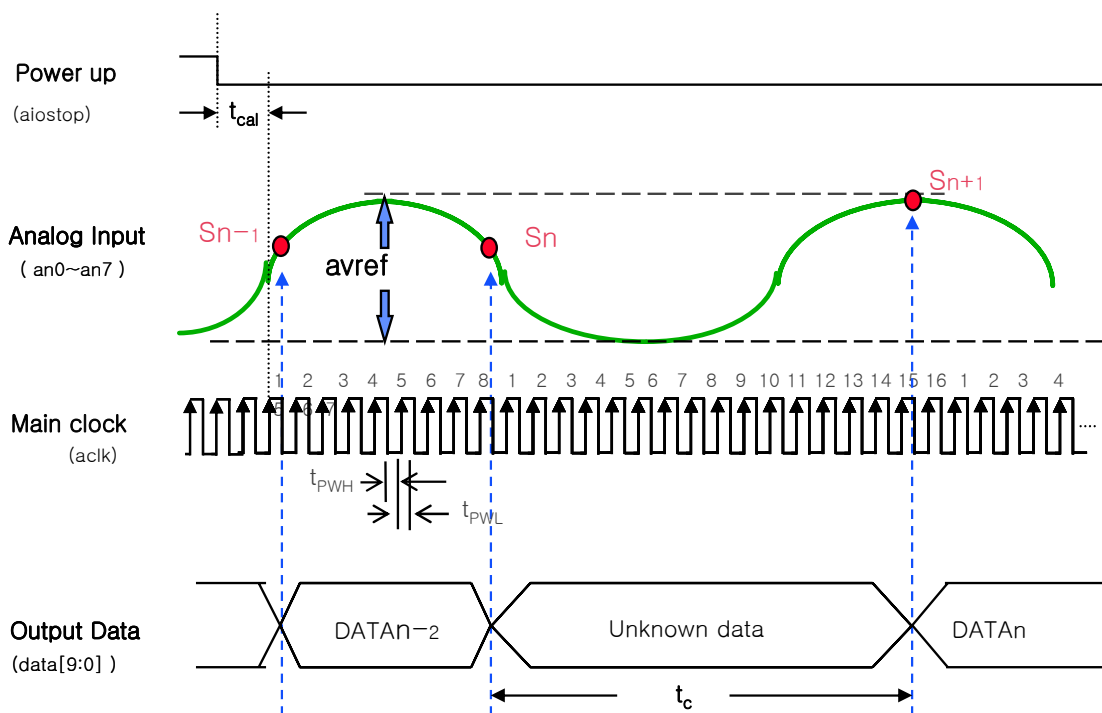 Power up
(aiostop)
tcal
Sn-1
Sn
Sn+1
Analog Input
( an0~an7 )
avref
1 2 3 4 5 6 7 8 1 2 3 4 5 6 7 8 9 10 11 12 13 14 15 16 1 2 3 4
5 6 7
Main clock
(aclk)
....
tPWH
tPWL
Output Data
(data[9:0] )
DATAn-2
Unknown data
DATAn
tc